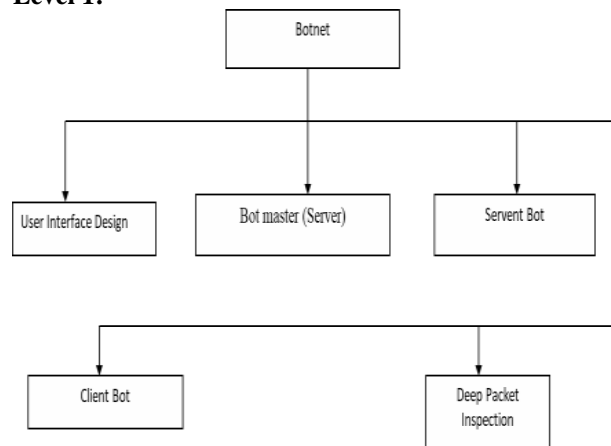 Level 1:
Botnet
User Interface Design
Bot master (Server)
Servent Bot
Client Bot
Deep Packet
Inspection